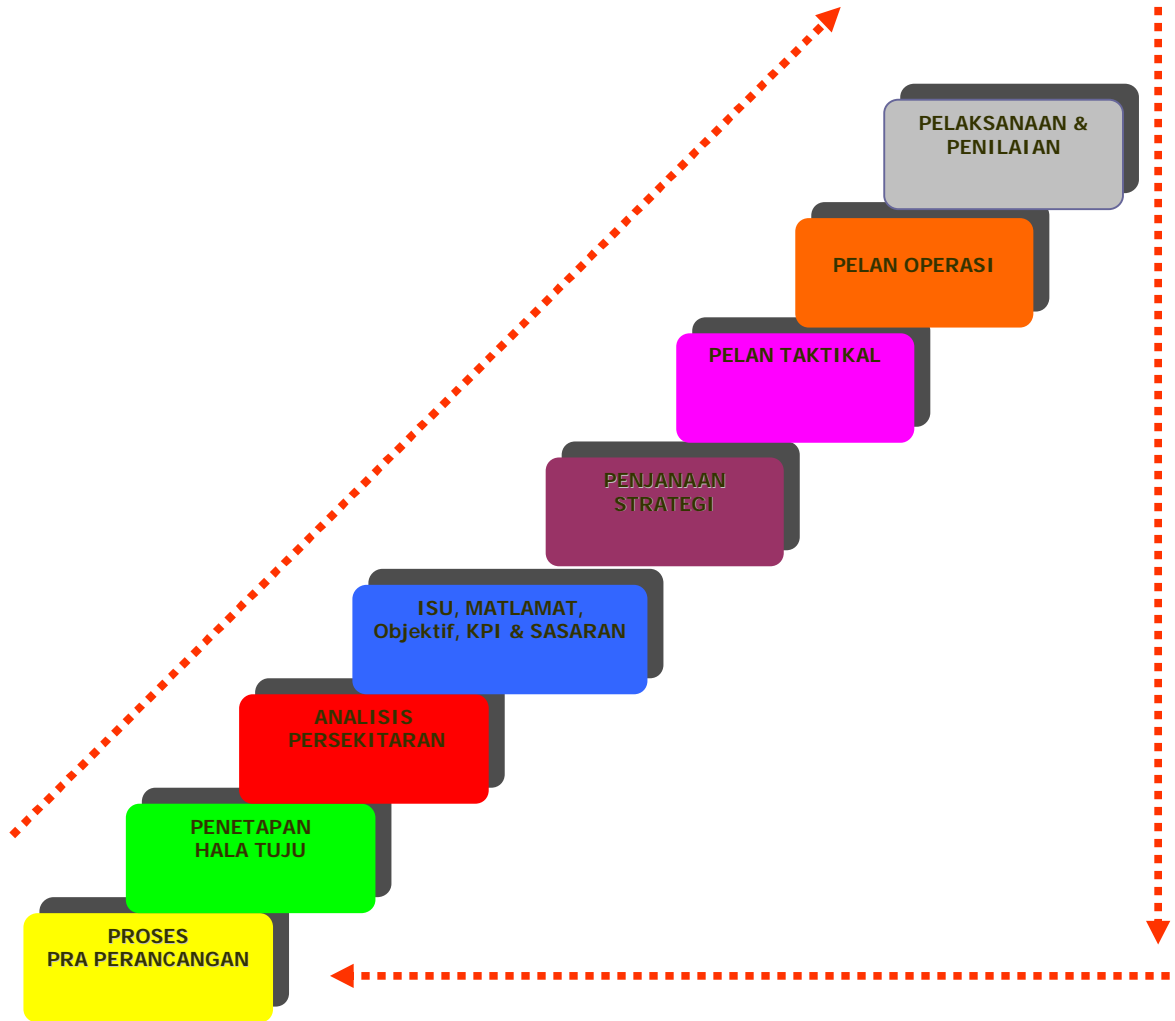 PELAKSANAAN &
PENILAIAN
PELAN OPERASI
PELAN TAKTIKAL
PENJANAAN
STRATEGI
ISU, MATLAMAT,
Objektif, KPI & SASARAN
ANALISIS
PERSEKITARAN
PENETAPAN
HALA TUJU
PROSES
PRA PERANCANGAN